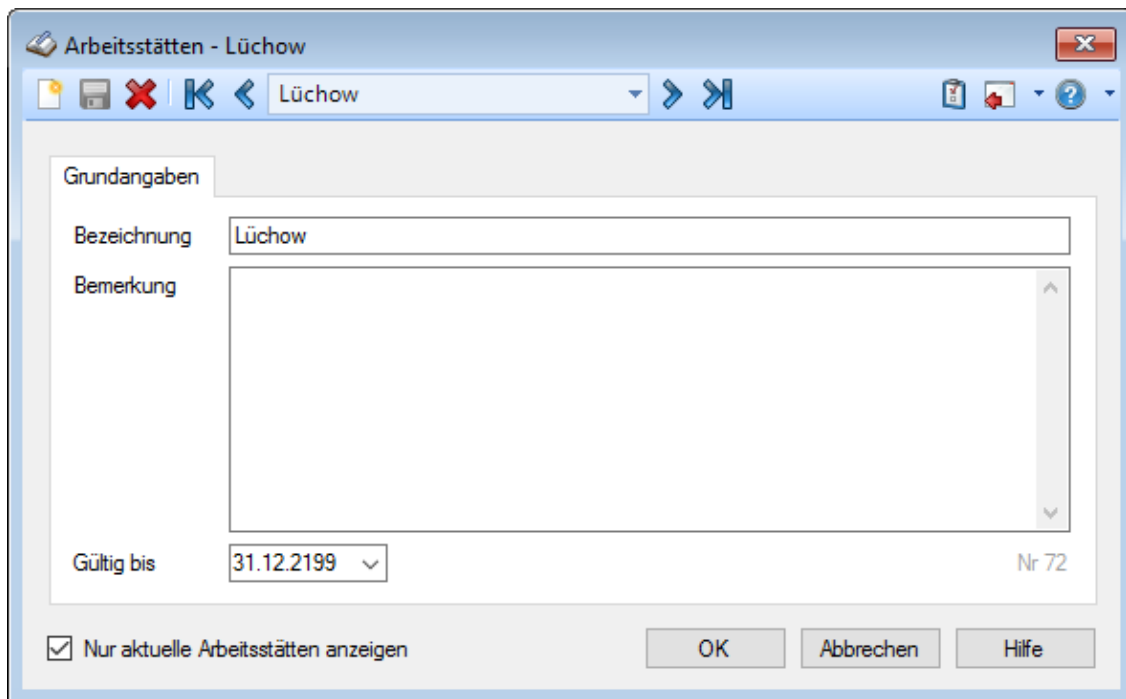 Arbeitsstätten - Lüchow
Lüchow
Grundangaben
Bezeichnung Lüchow
Bemerkung
Gültig bis 31.12.2199 Nr 72
Nur aktuelle Arbeitsstätten anzeigen OK Abbrechen Hilfe